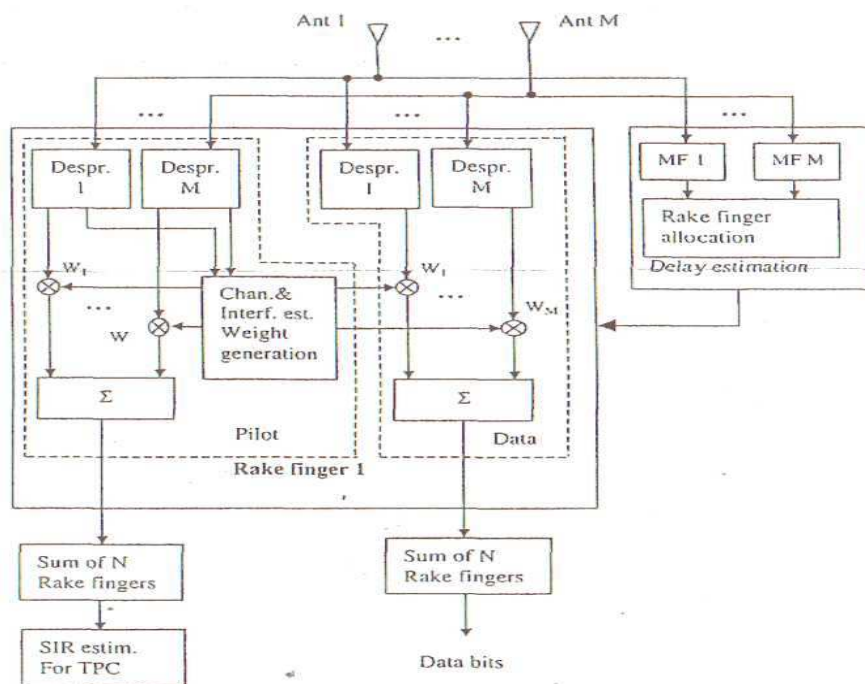 Ant 1
...
Ant M
...
...
...
Despr.
1
Despr.
M
Despr.
1
Despr.
M
MF 1
MF M
Rake finger
allocation
Delay estimation
W1
...
W
Chan.&
Interf. est.
Weight
generation
W1
...
WM
Σ
Σ
Pilot
Data
Rake finger 1
Sum of N
Rake fingers
Sum of N
Rake fingers
SIR estim.
For TPC
Data bits